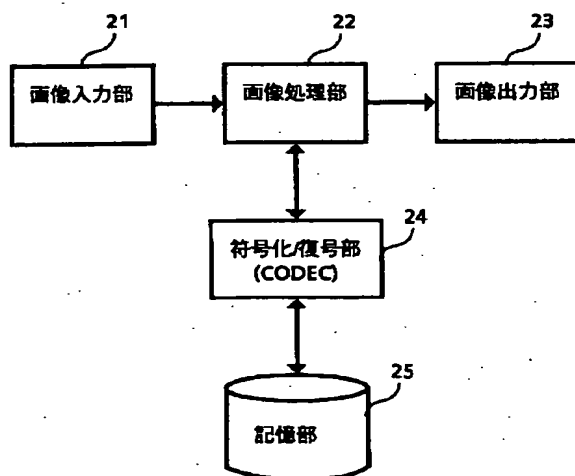 21
22
23
画像入力部
画像処理部
画像出力部
24
符号化/復号部
(CODEC)
25
記憶部